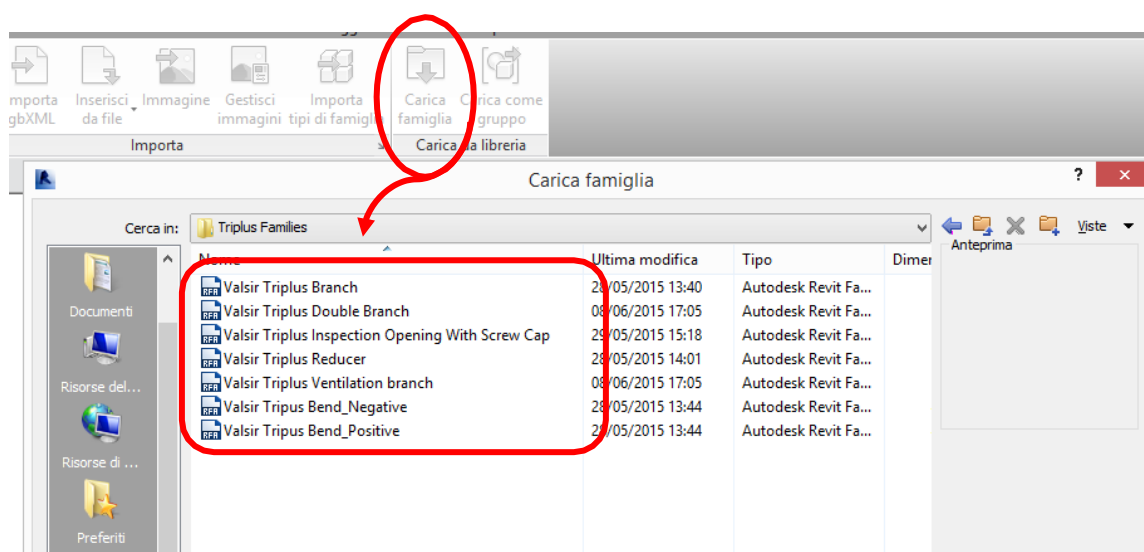 mporta Inserisci Immagine Gestisci Importa Carica Carica come
gbXML da file immagini tipi di famiglia famiglia gruppo
Importa Carica da libreria
Carica famiglia ?
Cerca in: Triplus Families Viste
Anteprima
Nome Ultima modifica Tipo Dimer
Valsir Triplus Branch 28/05/2015 13:40 Autodesk Revit Fa...
Documenti
Valsir Triplus Double Branch 08/06/2015 17:05 Autodesk Revit Fa...
Valsir Triplus Inspection Opening With Screw Cap 29/05/2015 15:18 Autodesk Revit Fa...
Valsir Triplus Reducer 28/05/2015 14:01 Autodesk Revit Fa...
Risorse del...
Valsir Triplus Ventilation branch 08/06/2015 17:05 Autodesk Revit Fa...
Valsir Tripus Bend_Negative 28/05/2015 13:44 Autodesk Revit Fa...
Valsir Tripus Bend_Positive 28/05/2015 13:44 Autodesk Revit Fa...
Risorse di ...
Preferiti